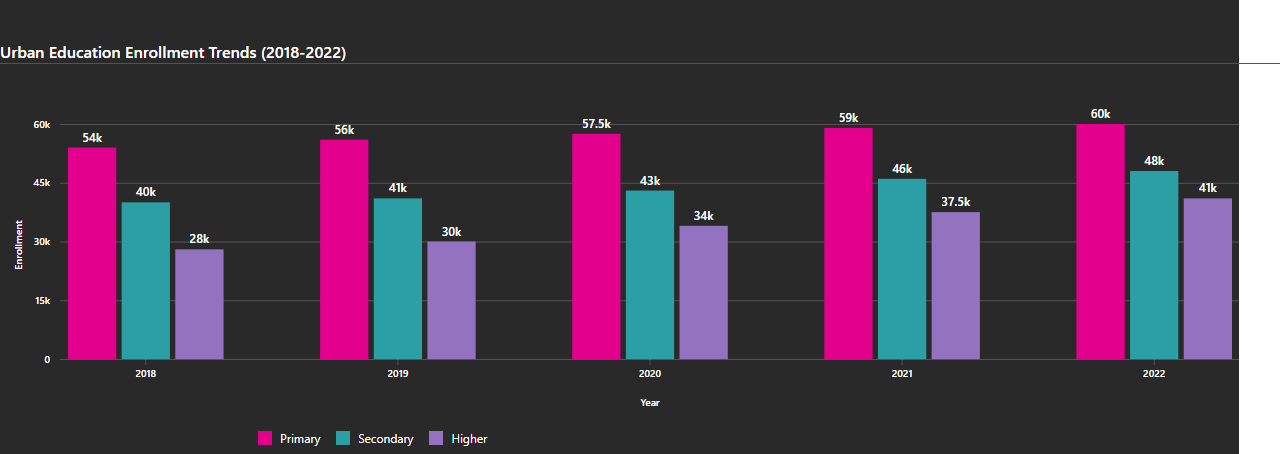 Urban Education Enrollment Trends (2018-2022)
60k
45k
30k
15k
0
Enrollment
54k
40k
28k
56k
41k
30k
57.5k
43k
34k
59k
46k
37.5k
60k
48k
41k
2018
2019
2020
2021
2022
Year
Primary
Secondary
Higher